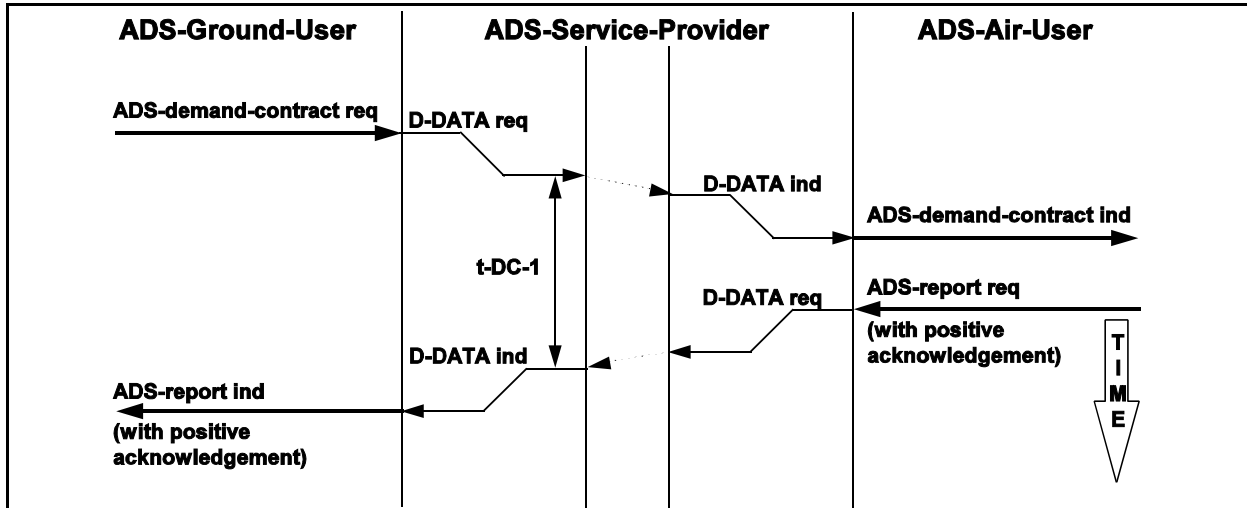 ADS-Ground-User
ADS-Service-Provider
ADS-Air-User
ADS-demand-contract req
D-DATA req
D-DATA ind
ADS-demand-contract ind
t-DC-1
D-DATA req
ADS-report req
(with positive
acknowledgement)
D-DATA ind
ADS-report ind
(with positive
acknowledgement)
T
I
M
E